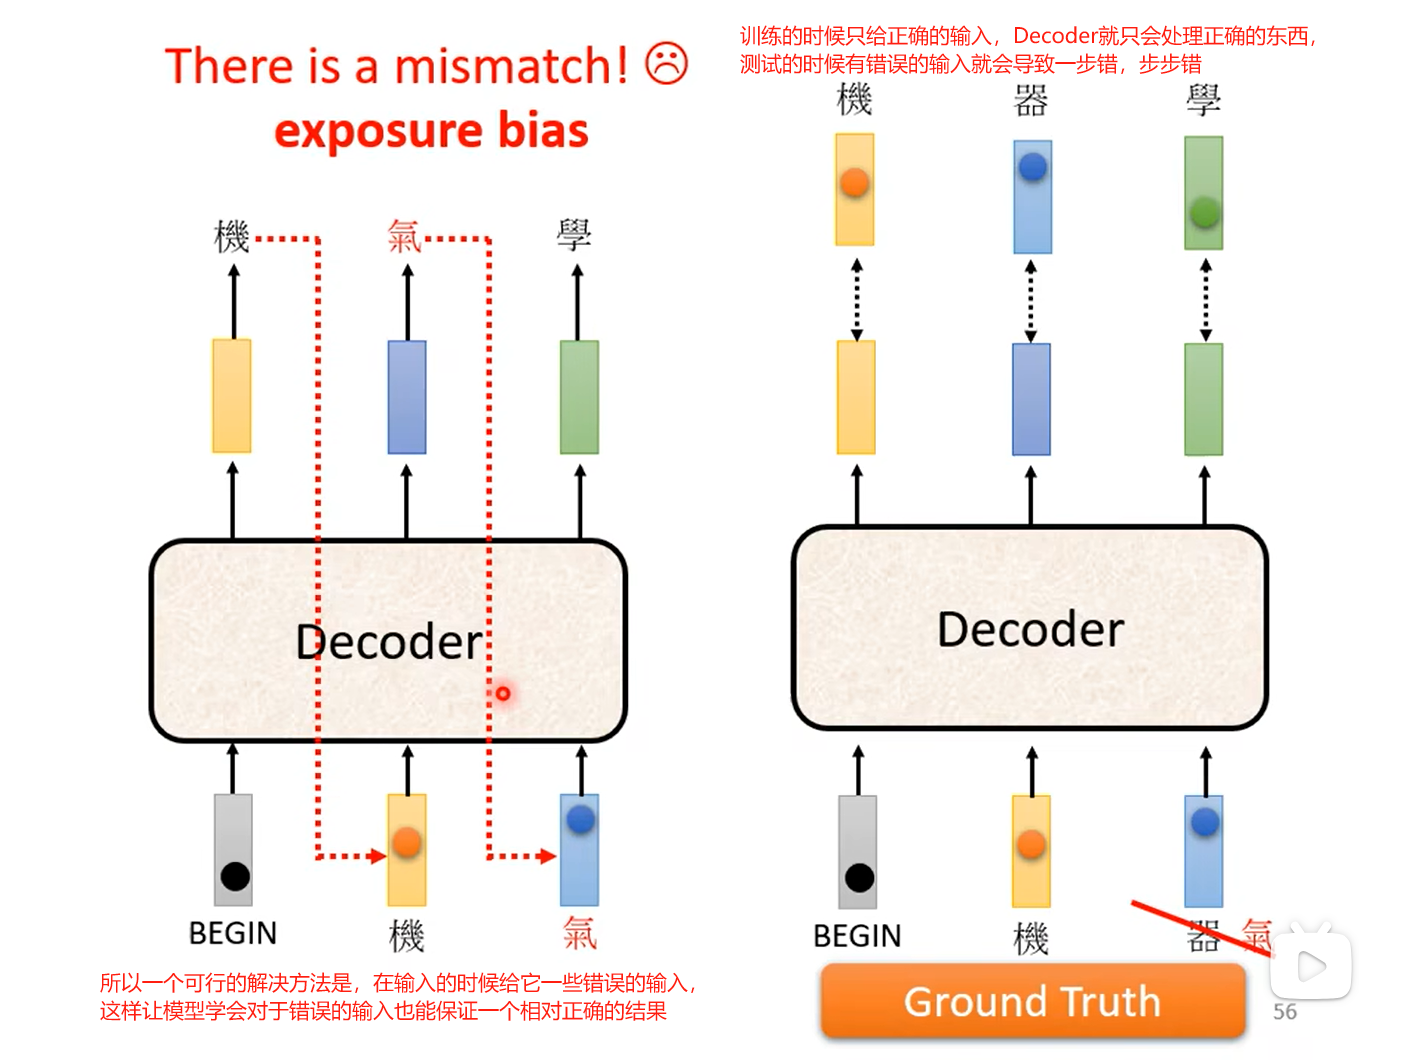 There is a mismatch! ☹
exposure bias
训练的时候只给正确的输入，Decoder就只会处理正确的东西，
测试的时候有错误的输入就会导致一步错，步步错
機 氣 學
Decoder
BEGIN 機 氣
所以一个可行的解决方法是，在输入的时候给它一些错误的输入，
这样让模型学会对于错误的输入也能保证一个相对正确的结果
機 器 學
Decoder
BEGIN 機 器 氣
Ground Truth
56